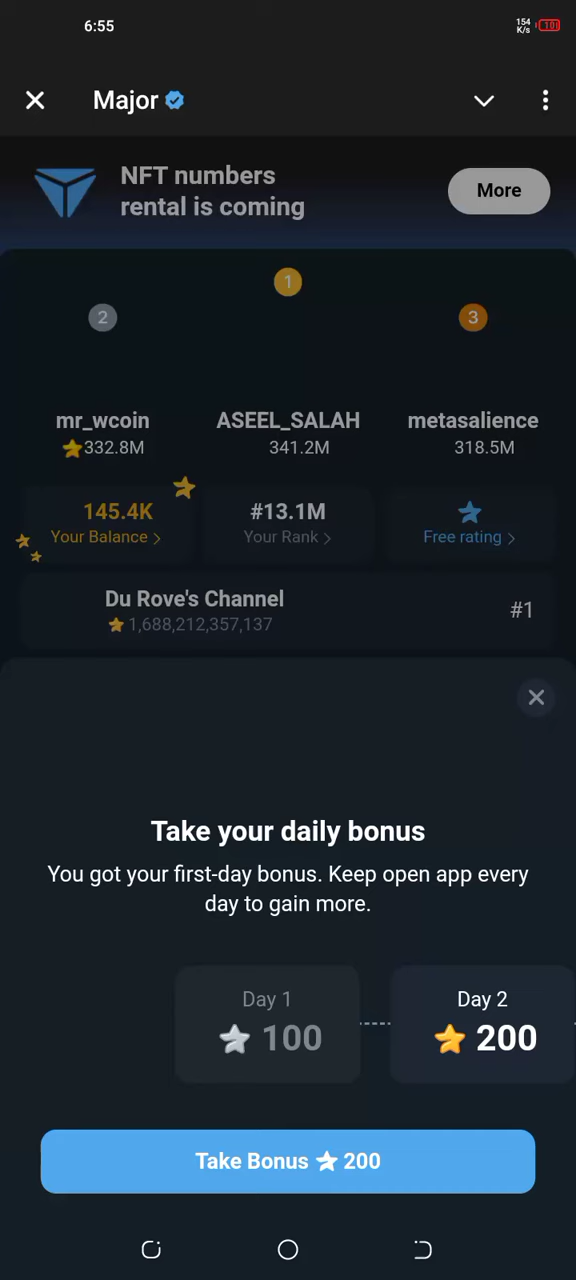 6:55
154
K/s
10
Major
NFT numbers
rental is coming
More
1
2
3
mr_wcoin
ASEEL_SALAH
metasalience
332.8M
341.2M
318.5M
145.4K
#13.1M
Your Balance >
Your Rank >
Free rating >
Du Rove's Channel
1,688,212,357,137
#1
Take your daily bonus
You got your first-day bonus. Keep open app every
day to gain more.
Day 1
Day 2
100
200
Take Bonus 200